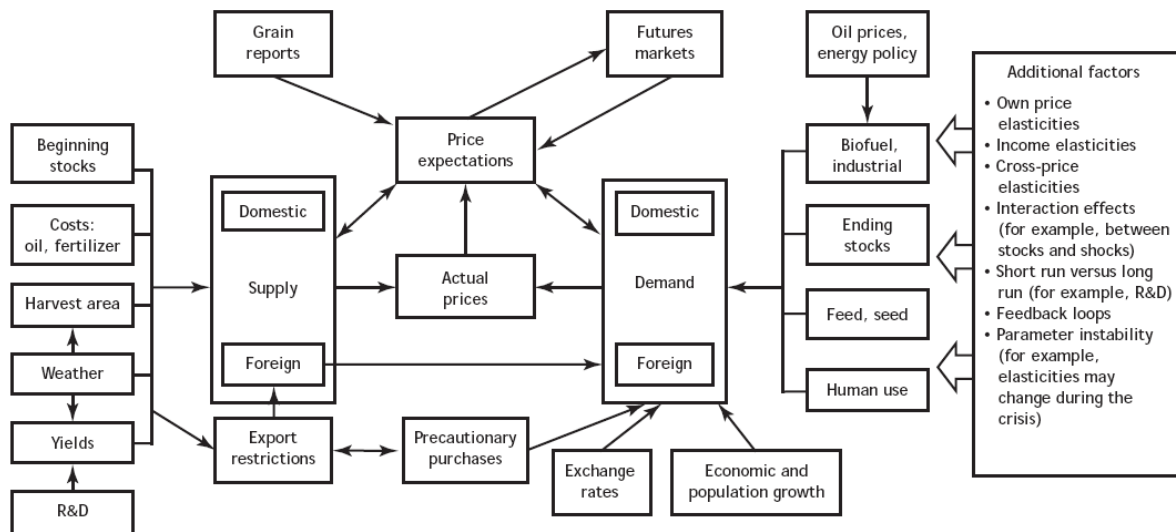 Grain
reports
Futures
markets
Oil prices,
energy policy
Additional factors
• Own price
elasticities
• Income elasticities
• Cross-price
elasticities
• Interaction effects
(for example, between
stocks and shocks)
• Short run versus long
run (for example, R&D)
• Feedback loops
• Parameter instability
(for example,
elasticities may
change during the
crisis)
Beginning
stocks
Price
expectations
Biofuel,
industrial
Costs:
oil, fertilizer
Domestic
Domestic
Ending
stocks
Harvest area
Supply
Actual
prices
Demand
Feed, seed
Weather
Foreign
Foreign
Human use
Yields
Export
restrictions
Precautionary
purchases
Exchange
rates
Economic and
population growth
R&D